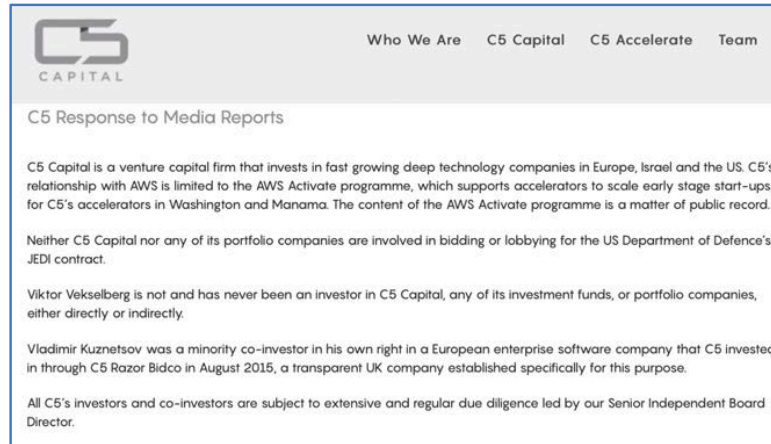 C5
CAPITAL
Who We Are C5 Capital C5 Accelerate Team
C5 Response to Media Reports
C5 Capital is a venture capital firm that invests in fast growing deep technology companies in Europe, Israel and the US. C5's
relationship with AWS is limited to the AWS Activate programme, which supports accelerators to scale early stage start-ups
for C5's accelerators in Washington and Manama. The content of the AWS Activate programme is a matter of public record.
Neither C5 Capital nor any of its portfolio companies are involved in bidding or lobbying for the US Department of Defence's
JEDI contract.
Viktor Vekselberg is not and has never been an investor in C5 Capital, any of its investment funds, or portfolio companies,
either directly or indirectly.
Vladimir Kuznetsov was a minority co-investor in his own right in a European enterprise software company that C5 invested
in through C5 Razor Bidco in August 2015, a transparent UK company established specifically for this purpose.
All C5's investors and co-investors are subject to extensive and regular due diligence led by our Senior Independent Board
Director.